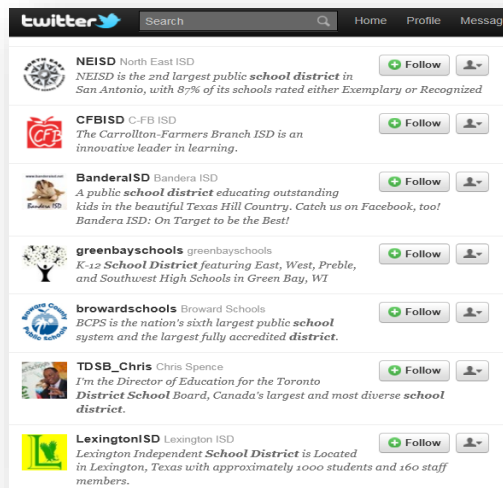 twitter Search Home Profile Messag
NEISD North East ISD Follow
NEISD is the 2nd largest public school district in
San Antonio, with 87% of its schools rated either Exemplary or Recognized
CFBISD C-FB ISD Follow
The Carrollton-Farmers Branch ISD is an
innovative leader in learning.
BanderaISD Bandera ISD Follow
A public school district educating outstanding
kids in the beautiful Texas Hill Country. Catch us on Facebook, too!
Bandera ISD: On Target to be the Best!
greenbayschools greenbayschools Follow
K-12 School District featuring East, West, Preble,
and Southwest High Schools in Green Bay, WI
browardschools Broward Schools Follow
BCPS is the nation's sixth largest public school
system and the largest fully accredited district.
TDSB_Chris Chris Spence Follow
I'm the Director of Education for the Toronto
District School Board, Canada's largest and most diverse school
district.
LexingtonISD Lexington ISD Follow
Lexington Independent School District is Located
in Lexington, Texas with approximately 1000 students and 160 staff
members.